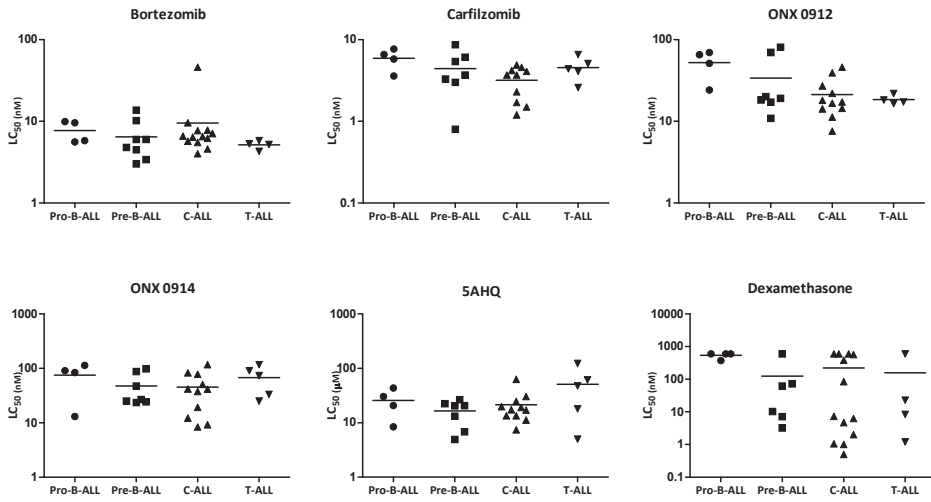 Bortezomib
100
10
1
LC50 (nM)
Pro-B-ALL Pre-B-ALL C-ALL T-ALL
Carfilzomib
10
1
0.1
LC50 (nM)
Pro-B-ALL Pre-B-ALL C-ALL T-ALL
ONX 0912
100
10
1
LC50 (nM)
Pro-B-ALL Pre-B-ALL C-ALL T-ALL
ONX 0914
1000
100
10
1
LC50 (nM)
Pro-B-ALL Pre-B-ALL C-ALL T-ALL
5AHQ
1000
100
10
1
LC50 (μM)
Pro-B-ALL Pre-B-ALL C-ALL T-ALL
Dexamethasone
10000
1000
100
10
1
0.1
LC50 (nM)
Pro-B-ALL Pre-B-ALL C-ALL T-ALL